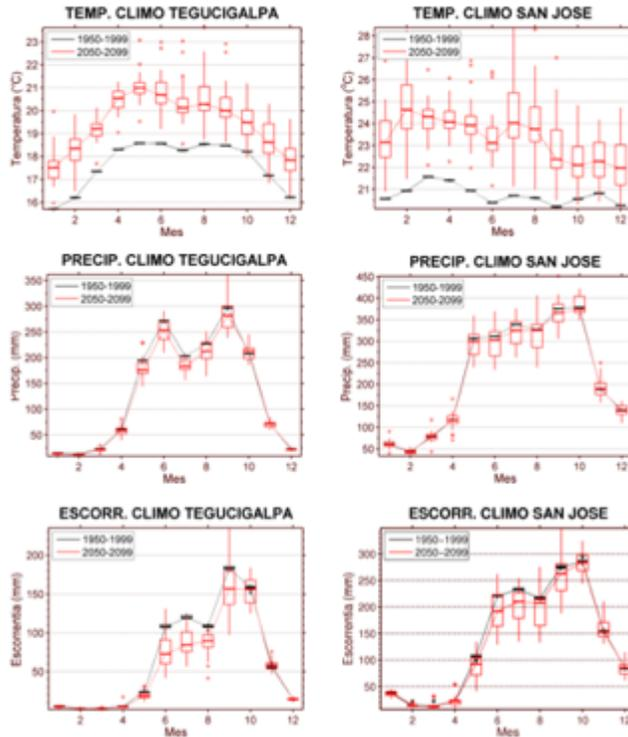 TEMP. CLIMO TEGUCIGALPA
1950-1999
2050-2099
Temperatura (°C)
23
22
21
20
19
18
17
16
2 4 6 8 10 12
Mes
TEMP. CLIMO SAN JOSE
1950-1999
2050-2099
Temperatura (°C)
28
27
26
25
24
23
22
21
2 4 6 8 10 12
Mes
PRECIP. CLIMO TEGUCIGALPA
1950-1999
2050-2099
Precip. (mm)
350
300
250
200
150
100
50
2 4 6 8 10 12
Mes
PRECIP. CLIMO SAN JOSE
1950-1999
2050-2099
Precip. (mm)
450
400
350
300
250
200
150
100
50
2 4 6 8 10 12
Mes
ESCORR. CLIMO TEGUCIGALPA
1950-1999
2050-2099
Escorrentia (mm)
200
150
100
50
2 4 6 8 10 12
Mes
ESCORR. CLIMO SAN JOSE
1950-1999
2050-2099
Escorrentia (mm)
300
250
200
150
100
50
2 4 6 8 10 12
Mes